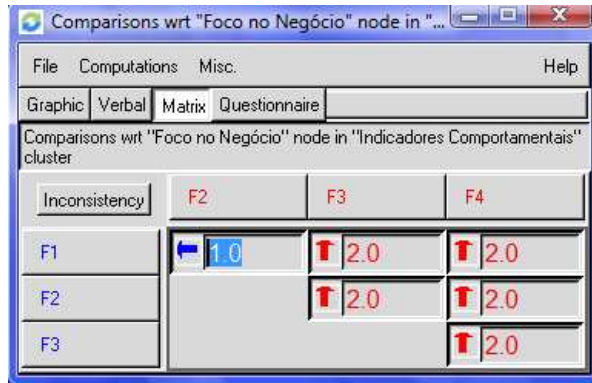 Comparisons wrt "Foco no Negócio" node in "...
File Computations Misc. Help
Graphic Verbal Matrix Questionnaire
Comparisons wrt "Foco no Negócio" node in "Indicadores Comportamentais"
cluster
Inconsistency F2 F3 F4
F1 1.0 2.0 2.0
F2 2.0 2.0
F3 2.0